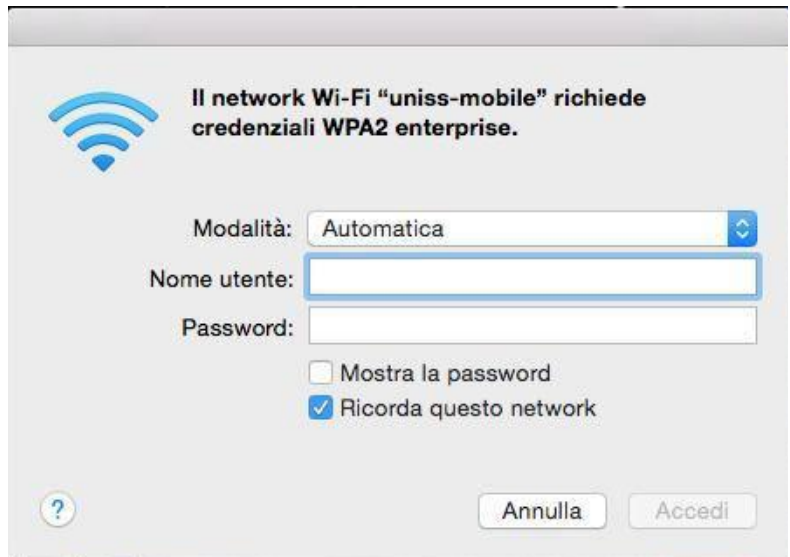 Il network Wi-Fi “uniss-mobile” richiede
credenziali WPA2 enterprise.
Modalità: Automatica
Nome utente:
Password:
Mostra la password
Ricorda questo network
? Annulla Accedi